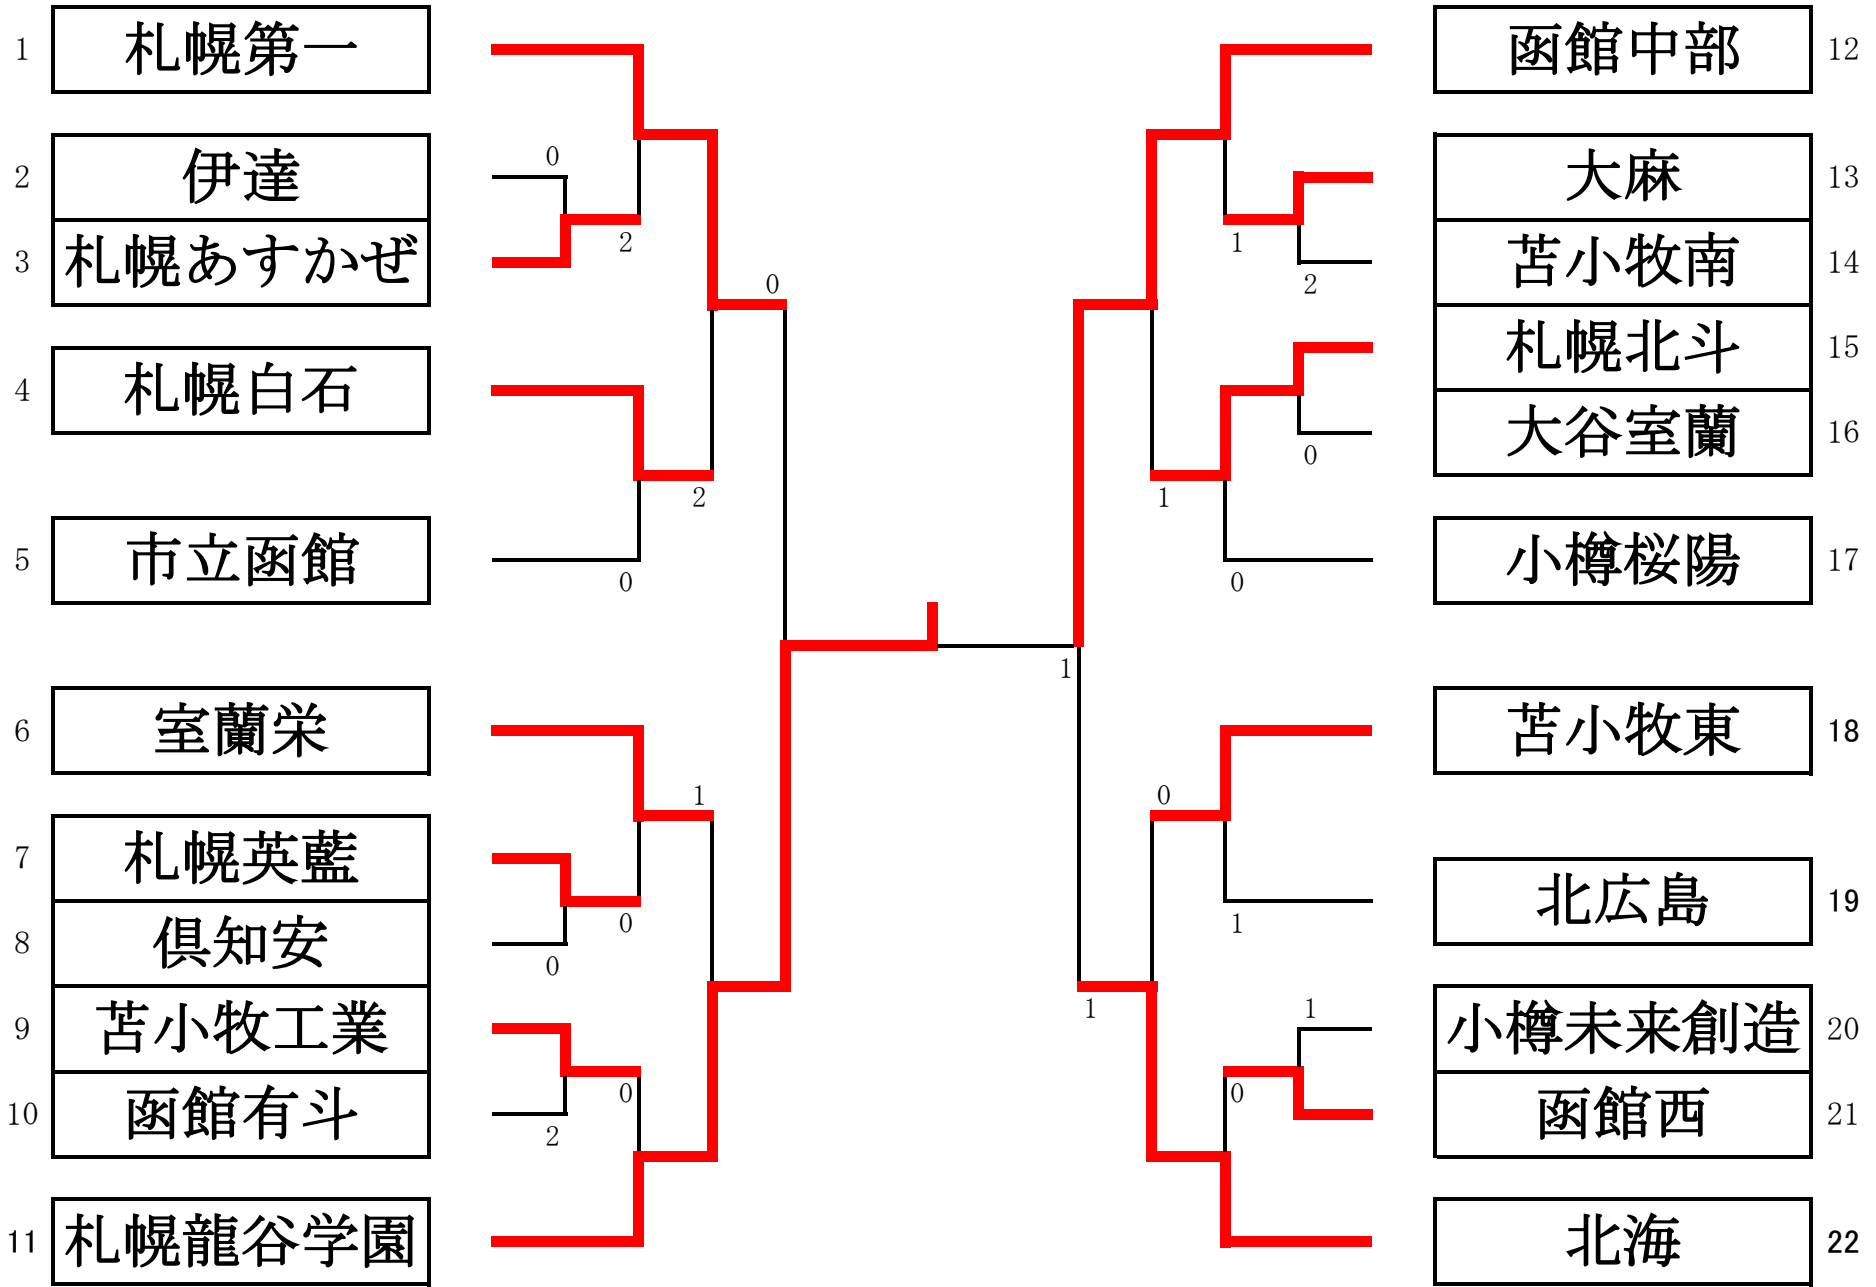 1 札幌第一
2 伊達
3 札幌あすかぜ
4 札幌白石
5 市立函館
6 室蘭栄
7 札幌英藍
8 倶知安
9 苫小牧工業
10 函館有斗
11 札幌龍谷学園
0
2
0
2
0
1
0
0
0
2
1
1
2
1
0
0
1
0
1
1
1
0
函館中部 12
大麻 13
苫小牧南 14
札幌北斗 15
大谷室蘭 16
小樽桜陽 17
苫小牧東 18
北広島 19
小樽未来創造 20
函館西 21
北海 22